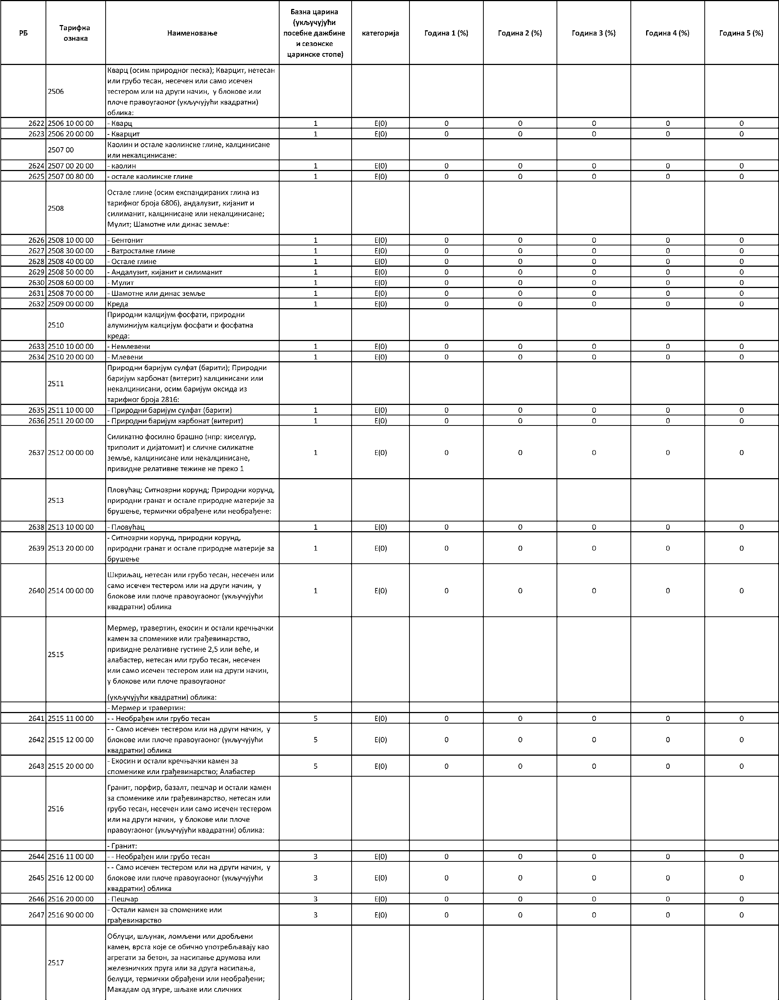 РБ Тарифна ознака Наименовање Базна царина (укључујући посебне дажбине и сезонске царинске стопе) категорија Година 1 (%) Година 2 (%) Година 3 (%) Година 4 (%) Година 5 (%)
2506 Кварц (осим природног песка); Кварцит, нетесан
или грубо тесан, несечен или само исечен
тестером или на други начин, у блокове или
плоче правоугаоног (укључујући квадратни)
облика:
2622 2506 10 00 00 - Кварц 1 E(0) 0 0 0 0 0
2623 2506 20 00 00 - Кварцит 1 E(0) 0 0 0 0 0
2507 00 Каолин и остале каолинске глине, калцинисане
или некалцинисане:
2624 2507 00 20 00 - каолин 1 E(0) 0 0 0 0 0
2625 2507 00 80 00 - остале каолинске глине 1 E(0) 0 0 0 0 0
2508 Остале глине (осим експандираних глина из
тарифног броја 6806), андалузит, кијанит и
силиманит, калцинисане или некалцинисане;
Мулит; Шамотне или динас земље:
2626 2508 10 00 00 - Бентонит 1 E(0) 0 0 0 0 0
2627 2508 30 00 00 - Ватросталне глине 1 E(0) 0 0 0 0 0
2628 2508 40 00 00 - Остале глине 1 E(0) 0 0 0 0 0
2629 2508 50 00 00 - Андалузит, кијанит и силиманит 1 E(0) 0 0 0 0 0
2630 2508 60 00 00 - Мулит 1 E(0) 0 0 0 0 0
2631 2508 70 00 00 - Шамотне или динас земље 1 E(0) 0 0 0 0 0
2632 2509 00 00 00 Креда 1 E(0) 0 0 0 0 0
2510 Природни калцијум фосфати, природни
алуминијум калцијум фосфати и фосфатна
креда:
2633 2510 10 00 00 - Немлевени 1 E(0) 0 0 0 0 0
2634 2510 20 00 00 - Млевени 1 E(0) 0 0 0 0 0
2511 Природни баријум сулфат (барити); Природни
баријум карбонат (витерит) калцинисани или
некалцинисани, осим баријум оксида из
тарифног броја 2816:
2635 2511 10 00 00 - Природни баријум сулфат (барити) 1 E(0) 0 0 0 0 0
2636 2511 20 00 00 - Природни баријум карбонат (витерит) 1 E(0) 0 0 0 0 0
2637 2512 00 00 00 Силикатно фосилно брашно (нпр: киселгур,
триполит и дијатомит) и сличне силикатне
земље, калцинисане или некалцинисане,
привидне релативне тежине не преко 1 1 E(0) 0 0 0 0 0
2513 Пловућац; Ситнозрни корунд; Природни корунд,
природни гранат и остале природне материје за
брушење, термички обрађене или необрађене:
2638 2513 10 00 00 - Пловућац 1 E(0) 0 0 0 0 0
2639 2513 20 00 00 - Ситнозрни корунд, природни корунд,
природни гранат и остале природне материје за
брушење 1 E(0) 0 0 0 0 0
2640 2514 00 00 00 Шкриљац, нетесан или грубо тесан, несечен или
само исечен тестером или на други начин, у
блокове или плоче правоугаоног (укључујући
квадратни) облика 1 E(0) 0 0 0 0 0
2515 Мермер, травертин, екосин и остали кречњачки
камен за споменике или грађевинарство,
привидне релативне густине 2,5 или веће, и
алабастер, нетесан или грубо тесан, несечен
или само исечен тестером или на други начин,
у блокове или плоче правоугаоног
(укључујући квадратни) облика:
- Мермер и травертин:
2641 2515 11 00 00 - - Необрађен или грубо тесан 5 E(0) 0 0 0 0 0
2642 2515 12 00 00 - - Само исечен тестером или на други начин, у
блокове или плоче правоугаоног (укључујући
квадратни) облика 5 E(0) 0 0 0 0 0
2643 2515 20 00 00 - Екосин и остали кречњачки камен за
споменике или грађевинарство; Алабастер 5 E(0) 0 0 0 0 0
2516 Гранит, порфир, базалт, пешчар и остали камен
за споменике или грађевинарство, нетесан или
грубо тесан, несечен или само исечен тестером
или на други начин, у блокове или плоче
правоугаоног (укључујући квадратни) облика:
- Гранит:
2644 2516 11 00 00 - - Необрађен или грубо тесан 3 E(0) 0 0 0 0 0
2645 2516 12 00 00 - - Само исечен тестером или на други начин, у
блокове или плоче правоугаоног (укључујући
квадратни) облика 3 E(0) 0 0 0 0 0
2646 2516 20 00 00 - Пешчар 3 E(0) 0 0 0 0 0
2647 2516 90 00 00 - Остали камен за споменике или
грађевинарство 3 E(0) 0 0 0 0 0
2517 Облуци, шљунак, ломљени или дробљени
камен, врста које се обично употребљавају као
агрегати за бетон, за насипање друмова или
железничких пруга или за друга насипања,
белуци, термички обрађени или необрађени;
Макадам од згуре, шљаке или сличних